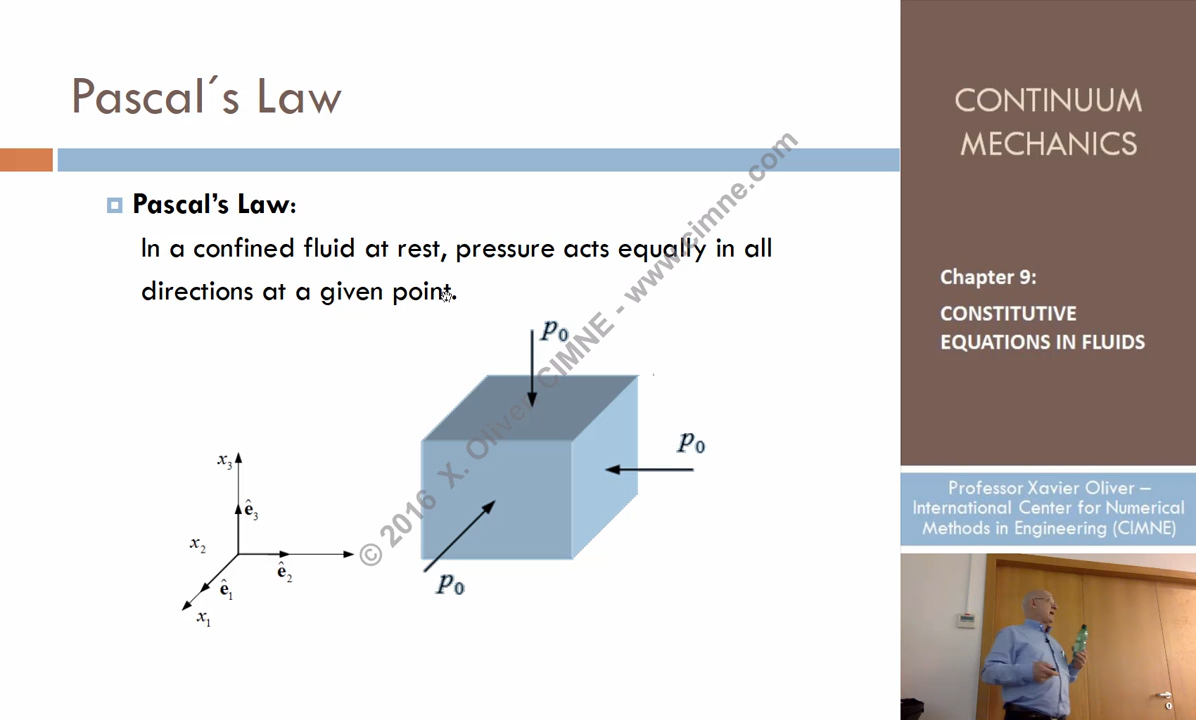 Pascal´s Law
Pascal's Law:
In a confined fluid at rest, pressure acts equally in all
directions at a given point.
p0
p0
p0
x3
ê3
x2
ê2
ê1
x1
© 2016 X. Oliver CIMNE - www.cimne.com
CONTINUUM
MECHANICS
Chapter 9:
CONSTITUTIVE
EQUATIONS IN FLUIDS
Professor Xavier Oliver –
International Center for Numerical
Methods in Engineering (CIMNE)